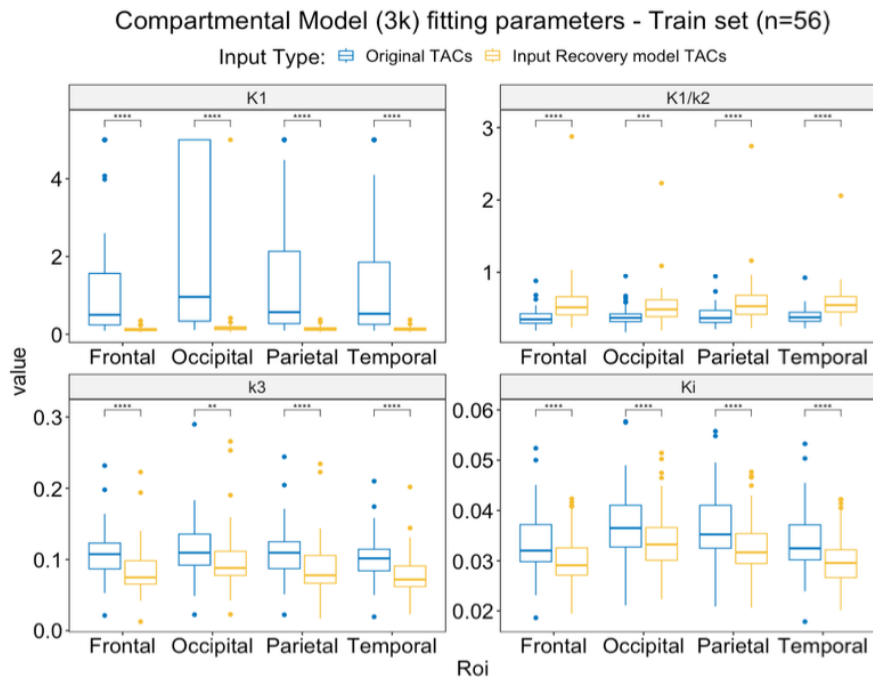 Compartmental Model (3k) fitting parameters - Train set (n=56)
Input Type: Original TACs Input Recovery model TACs
K1
K1/k2
**** **** **** ****
**** *** **** ****
4
2
0
3
2
1
Frontal Occipital Parietal Temporal
Frontal Occipital Parietal Temporal
value
k3
Ki
**** ** **** ****
**** **** **** ****
0.3
0.2
0.1
0.0
0.06
0.05
0.04
0.03
0.02
Frontal Occipital Parietal Temporal
Frontal Occipital Parietal Temporal
Roi